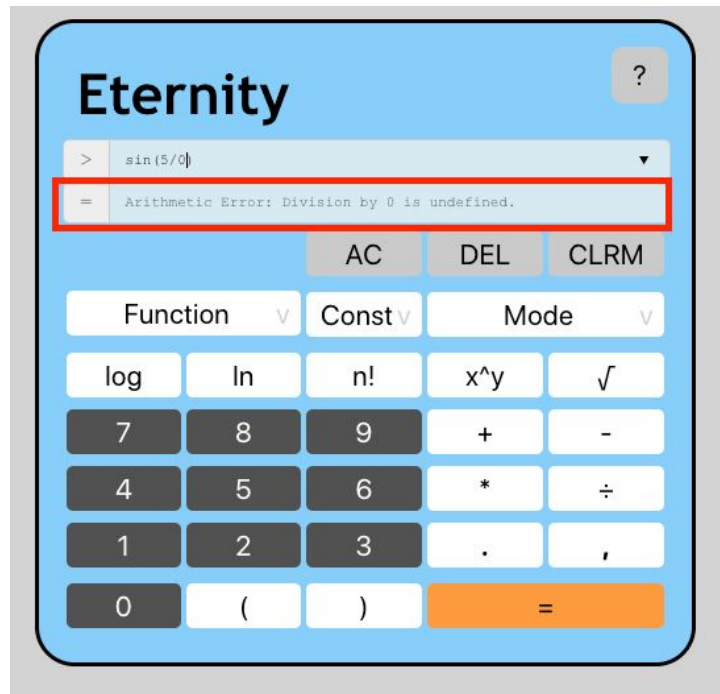 Eternity
?
> sin(5/0) ▼
= Arithmetic Error: Division by 0 is undefined.
AC DEL CLRM
Function v Const v Mode v
log ln n! x^y √
7 8 9 + -
4 5 6 * ÷
1 2 3 . ,
0 ( ) =